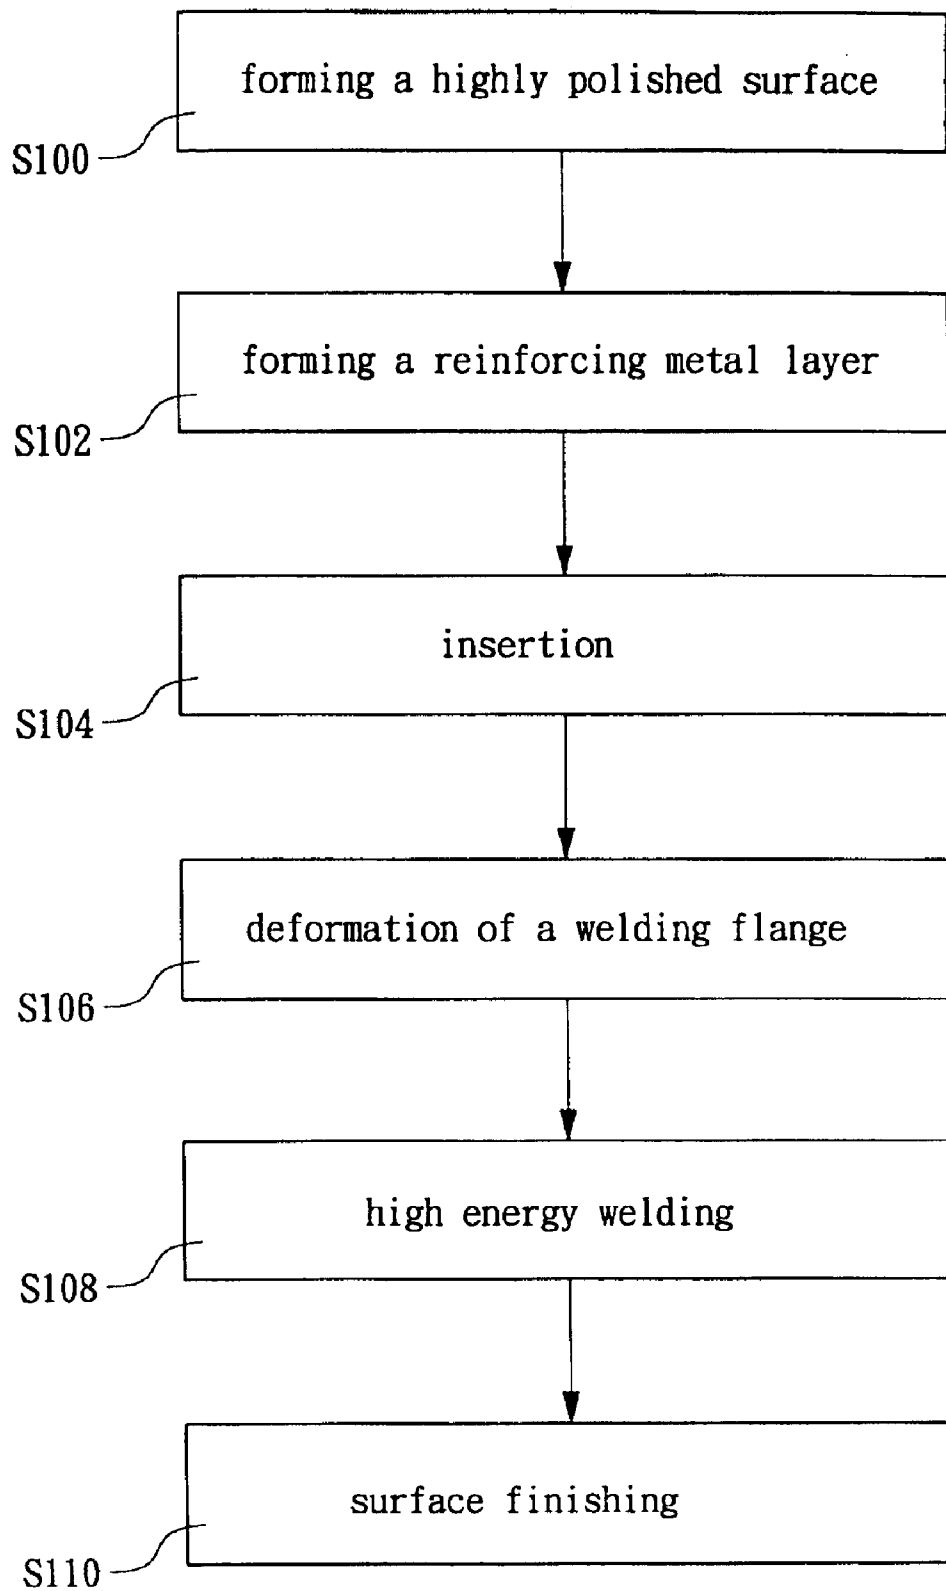 forming a highly polished surface
S100
forming a reinforcing metal layer
S102
insertion
S104
deformation of a welding flange
S106
high energy welding
S108
surface finishing
S110